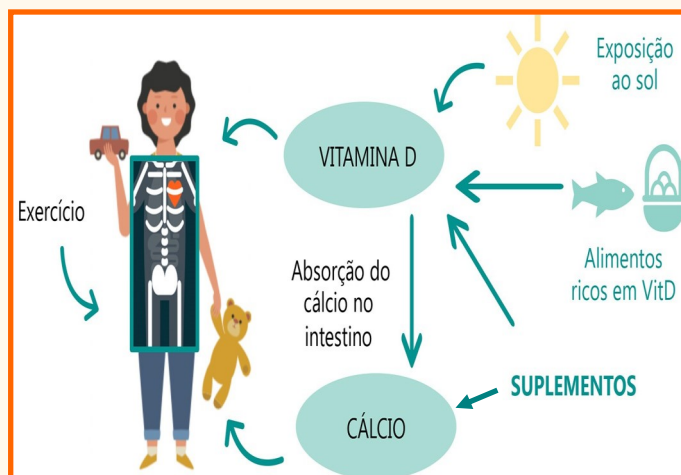 Exposição
ao sol
VITAMINA D
Exercício
Absorção do
cálcio no
intestino
Alimentos
ricos em VitD
SUPLEMENTOS
CÁLCIO